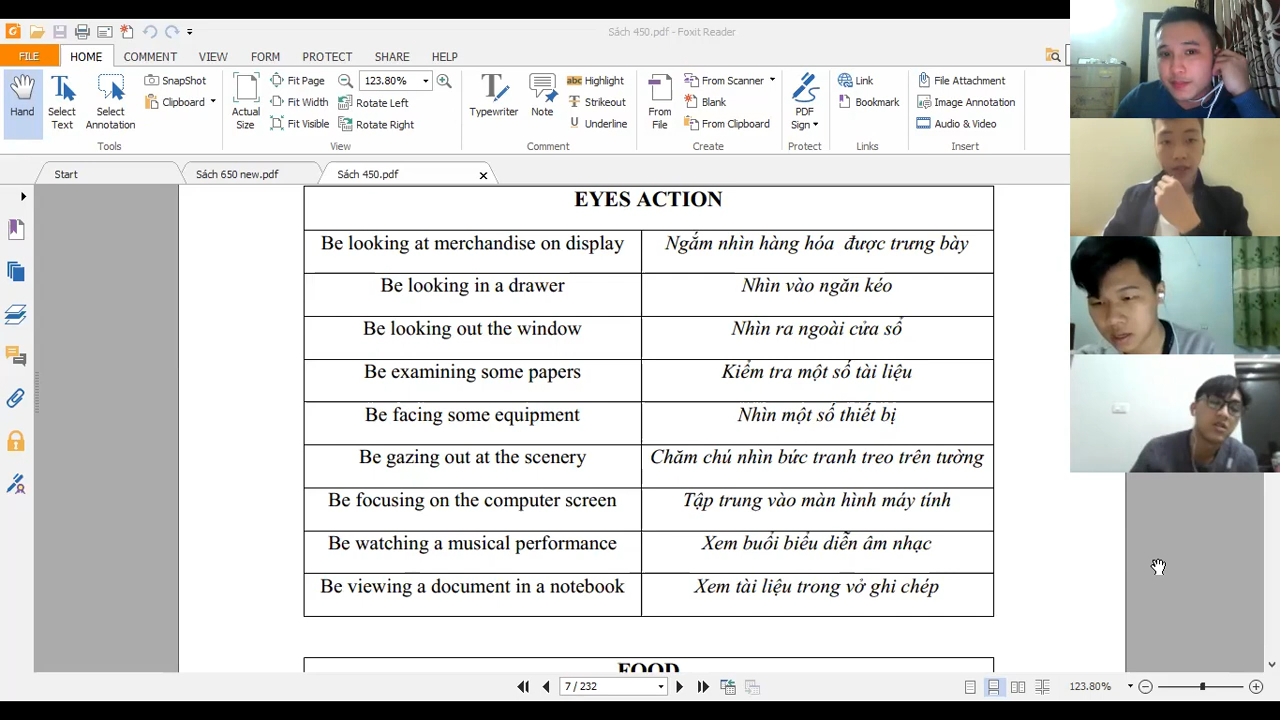 Sách 450.pdf - Foxit Reader
FILE HOME COMMENT VIEW FORM PROTECT SHARE HELP
Hand
Select Text
Select Annotation
SnapShot
Clipboard
Tools
Actual Size
Fit Page
Fit Width
Fit Visible
123.80%
Rotate Left
Rotate Right
View
Typewriter
Note
abc Highlight
Strikeout
Underline
Comment
From File
From Scanner
Blank
From Clipboard
Create
PDF Sign
Protect
Link
Bookmark
Links
File Attachment
Image Annotation
Audio & Video
Insert
Start Sách 650 new.pdf Sách 450.pdf
EYES ACTION
Be looking at merchandise on display Ngắm nhìn hàng hóa được trưng bày
Be looking in a drawer Nhìn vào ngăn kéo
Be looking out the window Nhìn ra ngoài cửa sổ
Be examining some papers Kiểm tra một số tài liệu
Be facing some equipment Nhìn một số thiết bị
Be gazing out at the scenery Chăm chú nhìn bức tranh treo trên tường
Be focusing on the computer screen Tập trung vào màn hình máy tính
Be watching a musical performance Xem buổi biểu diễn âm nhạc
Be viewing a document in a notebook Xem tài liệu trong vở ghi chép
FOOD
7 / 232
123.80%